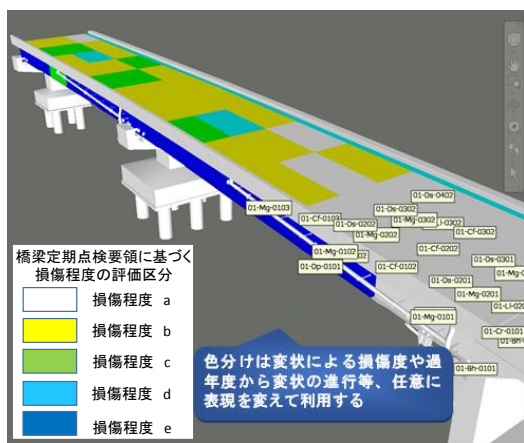 01-Ds-0402
01-Mg-0103
01-Cf-0103
01-Ds-0302
01-Ds-0202
01-Mg-0302
01-Mg-0202
01-Cf-0302
01-Mg-0102
01-Cf-0202
01-Dp-0101
01-Cf-0102
01-Ds-0301
01-Ds-0201
01-Mg-0201
01-Mg-0101
01-Cr-0101
01-Bh-0101
橋梁定期点検要領に基づく
損傷程度の評価区分
損傷程度 a
損傷程度 b
損傷程度 c
損傷程度 d
損傷程度 e
色分けは変状による損傷度や過
年度から変状の進行等、任意に
表現を変えて利用する